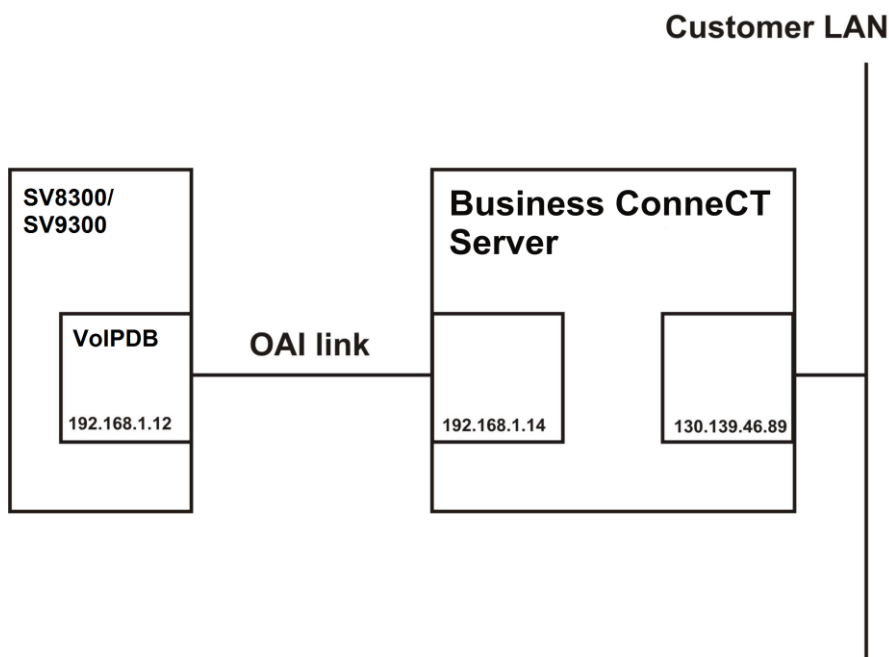 Customer LAN
SV8300/
SV9300
Business ConneCT
Server
VoIPDB
OAI link
192.168.1.12
192.168.1.14
130.139.46.89